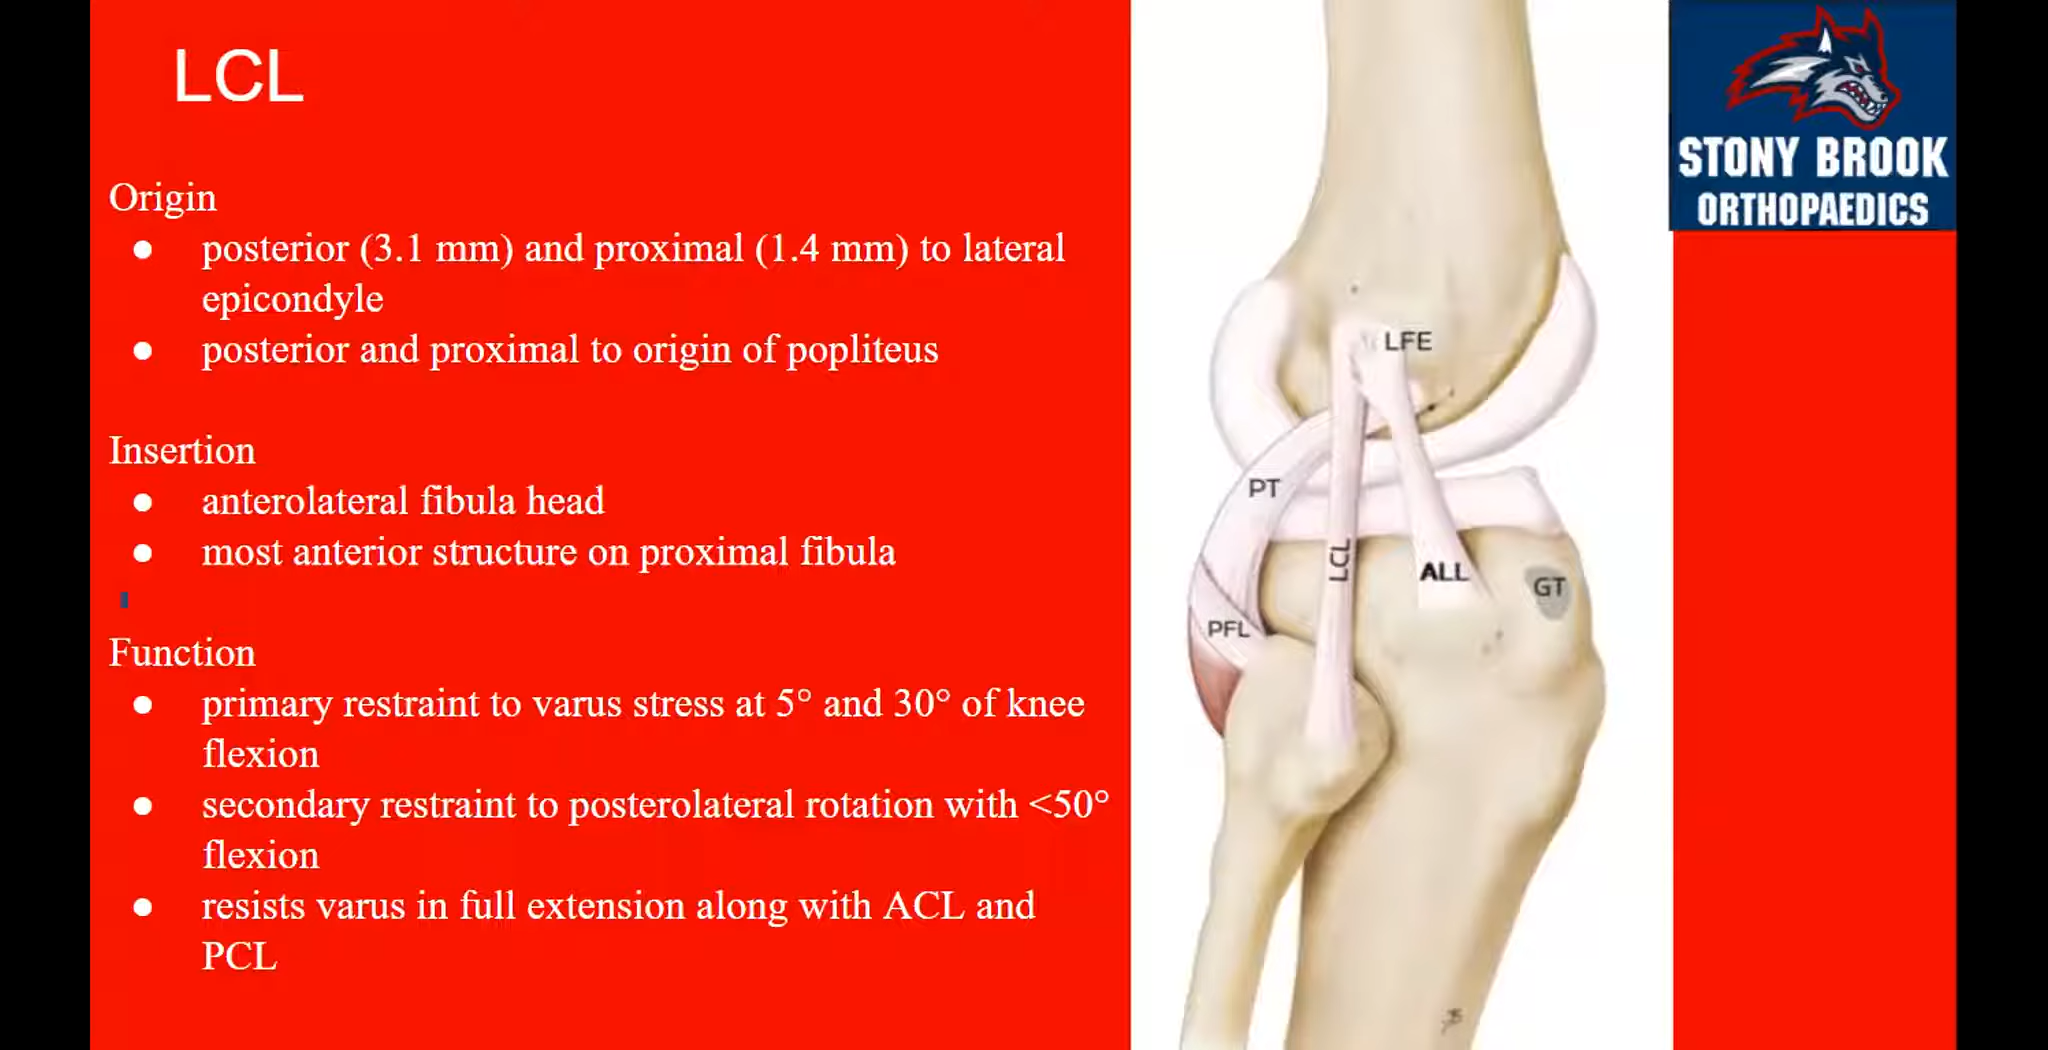 LCL
Origin
● posterior (3.1 mm) and proximal (1.4 mm) to lateral
epicondyle
● posterior and proximal to origin of popliteus
Insertion
● anterolateral fibula head
● most anterior structure on proximal fibula
Function
● primary restraint to varus stress at 5° and 30° of knee
flexion
● secondary restraint to posterolateral rotation with <50°
flexion
● resists varus in full extension along with ACL and
PCL
LFE
PT
LCL
ALL
GT
PFL
STONY BROOK
ORTHOPAEDICS